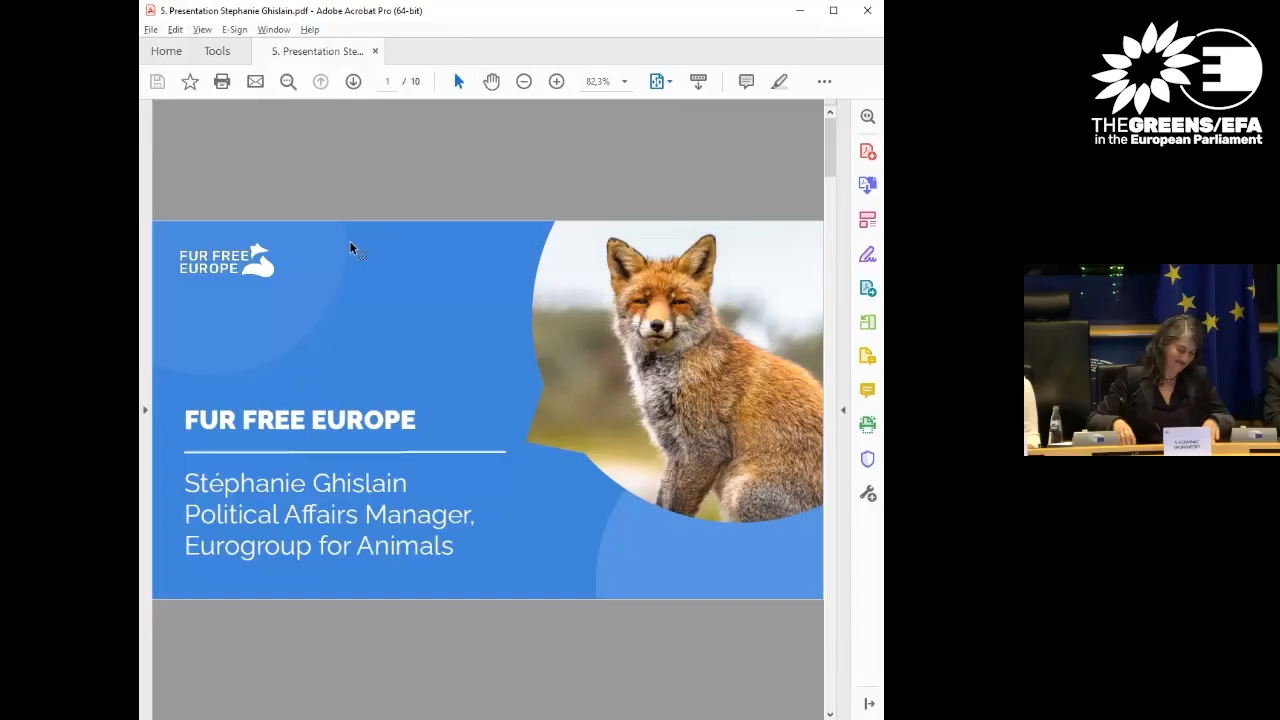 5. Presentation Stephanie Ghislain.pdf - Adobe Acrobat Pro (64-bit)
File Edit View E-Sign Window Help
Home Tools 5. Presentation Ste... ×
1 / 10 82,3%
FUR FREE
EUROPE
FUR FREE EUROPE
Stéphanie Ghislain
Political Affairs Manager,
Eurogroup for Animals
THE GREENS/EFA
in the European Parliament